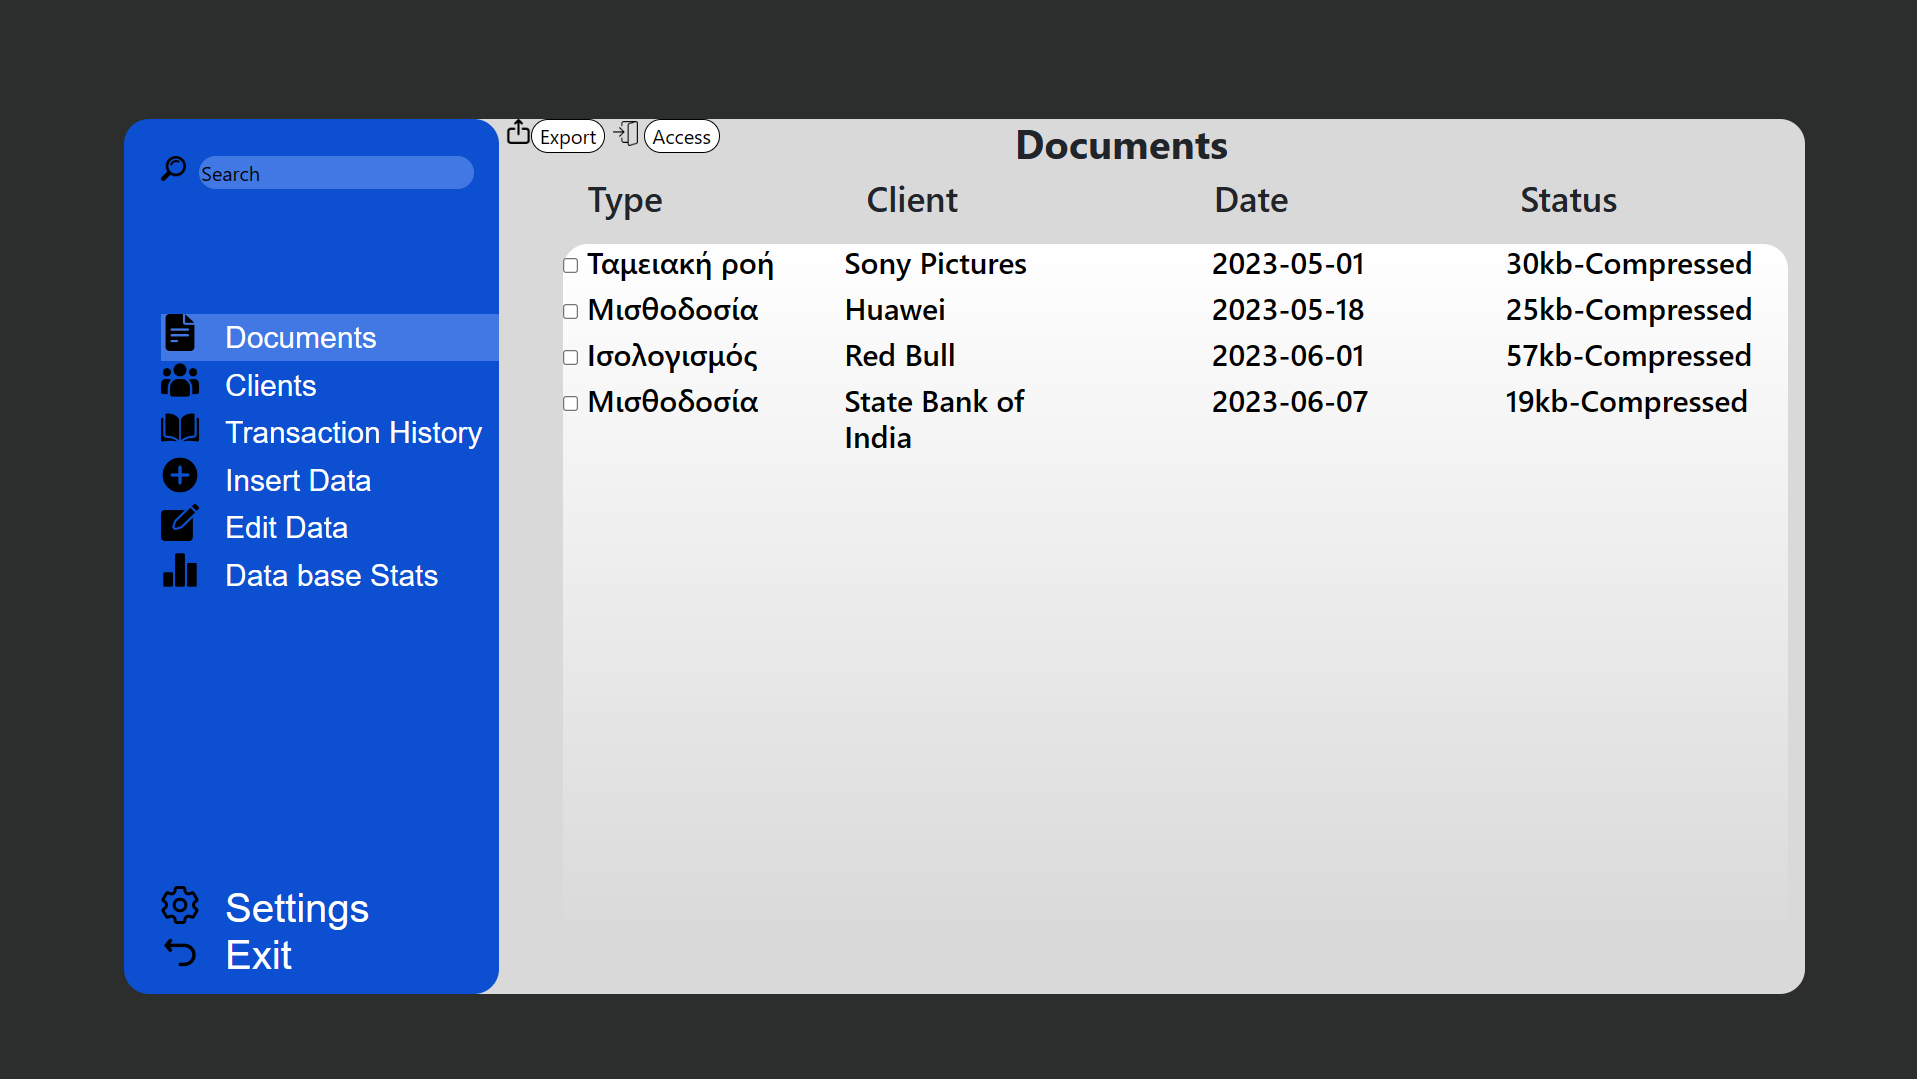 Search
Documents
Clients
Transaction History
Insert Data
Edit Data
Data base Stats
Settings
Exit
Export Access
Documents
Type Client Date Status
Ταμειακή ροή Sony Pictures 2023-05-01 30kb-Compressed
Μισθοδοσία Huawei 2023-05-18 25kb-Compressed
Ισολογισμός Red Bull 2023-06-01 57kb-Compressed
Μισθοδοσία State Bank of 2023-06-07 19kb-Compressed
India